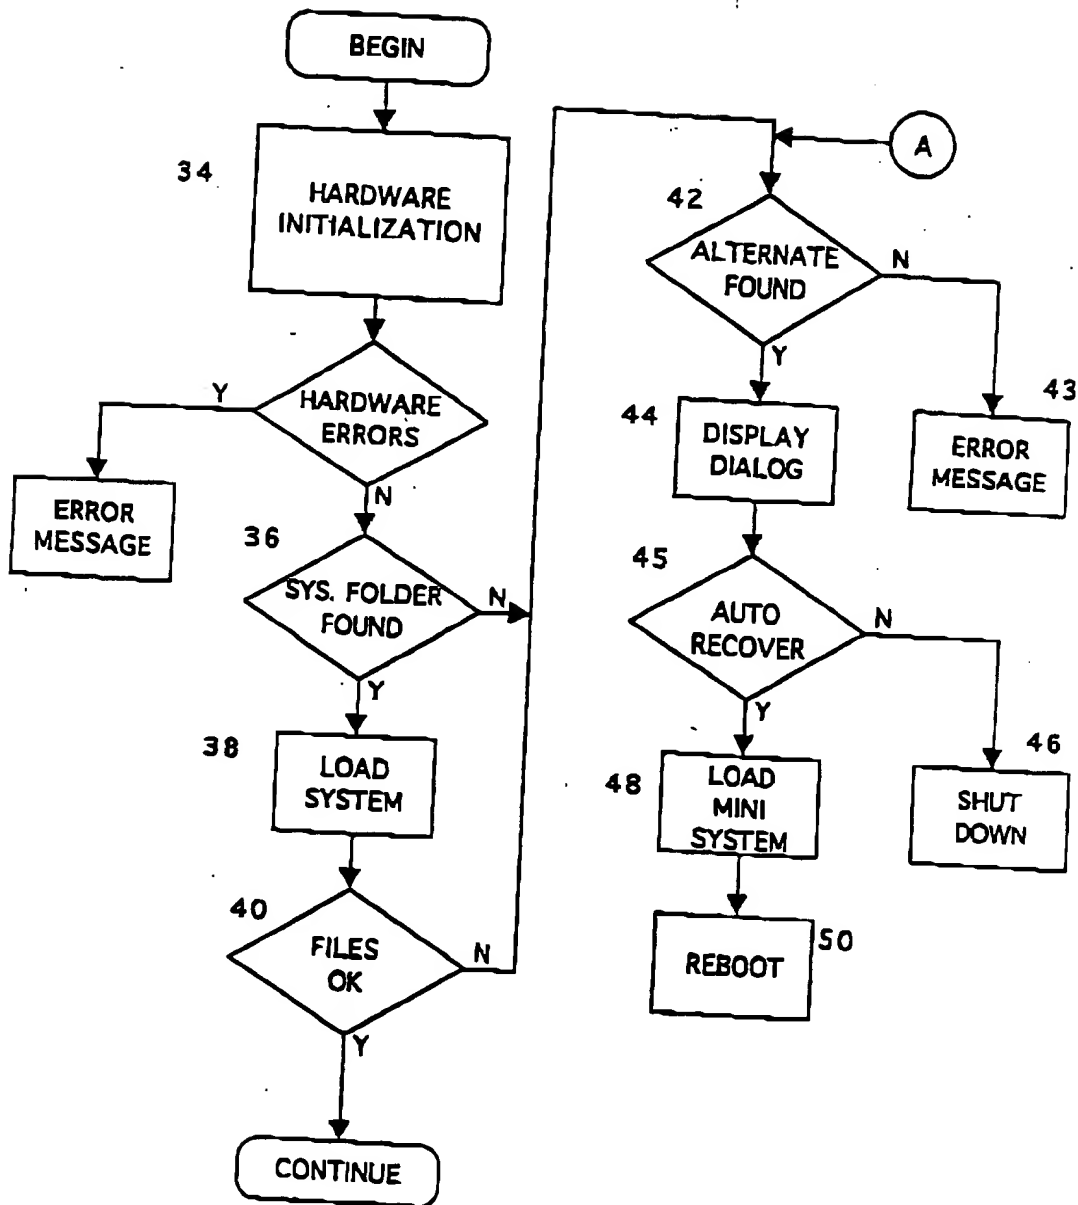 BEGIN
34
HARDWARE
INITIALIZATION
Y
HARDWARE
ERRORS
N
ERROR
MESSAGE
36
SYS. FOLDER
FOUND
N
Y
38
LOAD
SYSTEM
40
FILES
OK
N
Y
CONTINUE
A
42
ALTERNATE
FOUND
N
Y
43
ERROR
MESSAGE
44
DISPLAY
DIALOG
45
AUTO
RECOVER
N
Y
46
SHUT
DOWN
48
LOAD
MINI
SYSTEM
50
REBOOT